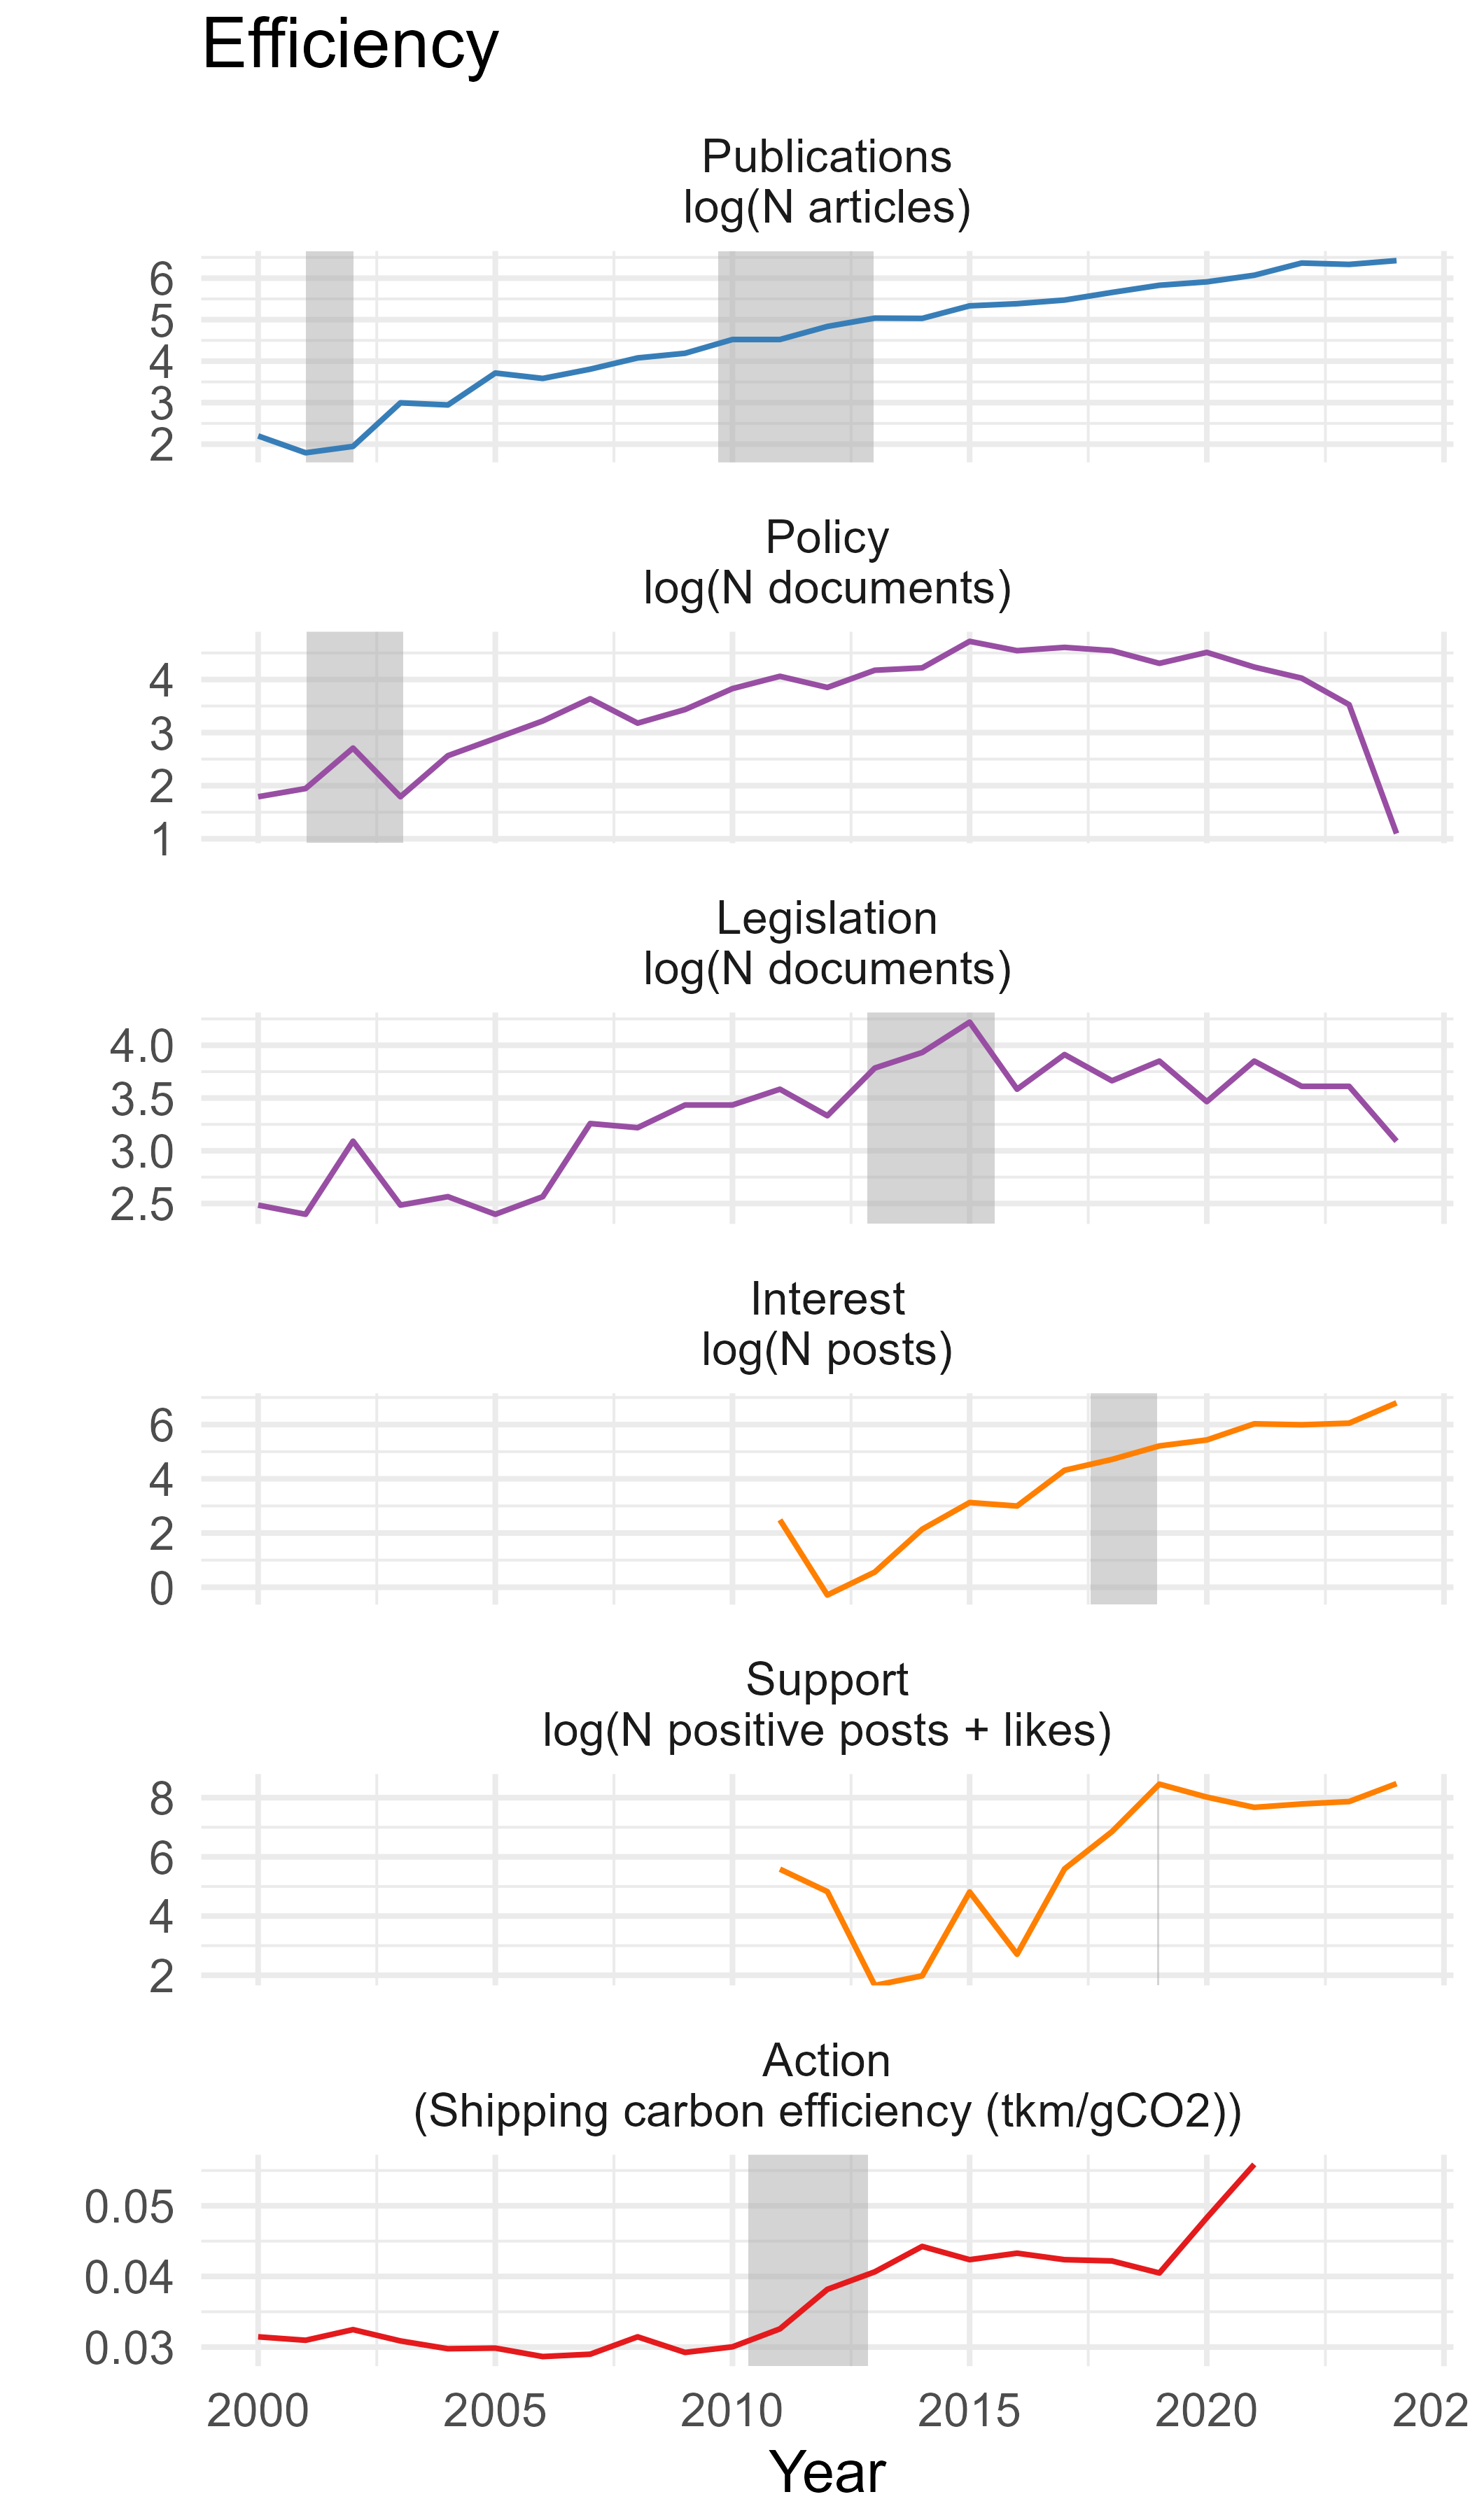 Efficiency
Publications
log(N articles)
6
5
4
3
2
Policy
log(N documents)
4
3
2
1
Legislation
log(N documents)
4.0
3.5
3.0
2.5
Interest
log(N posts)
6
4
2
0
Support
log(N positive posts + likes)
8
6
4
2
Action
(Shipping carbon efficiency (tkm/gCO2))
0.05
0.04
0.03
2000 2005 2010 2015 2020 202
Year